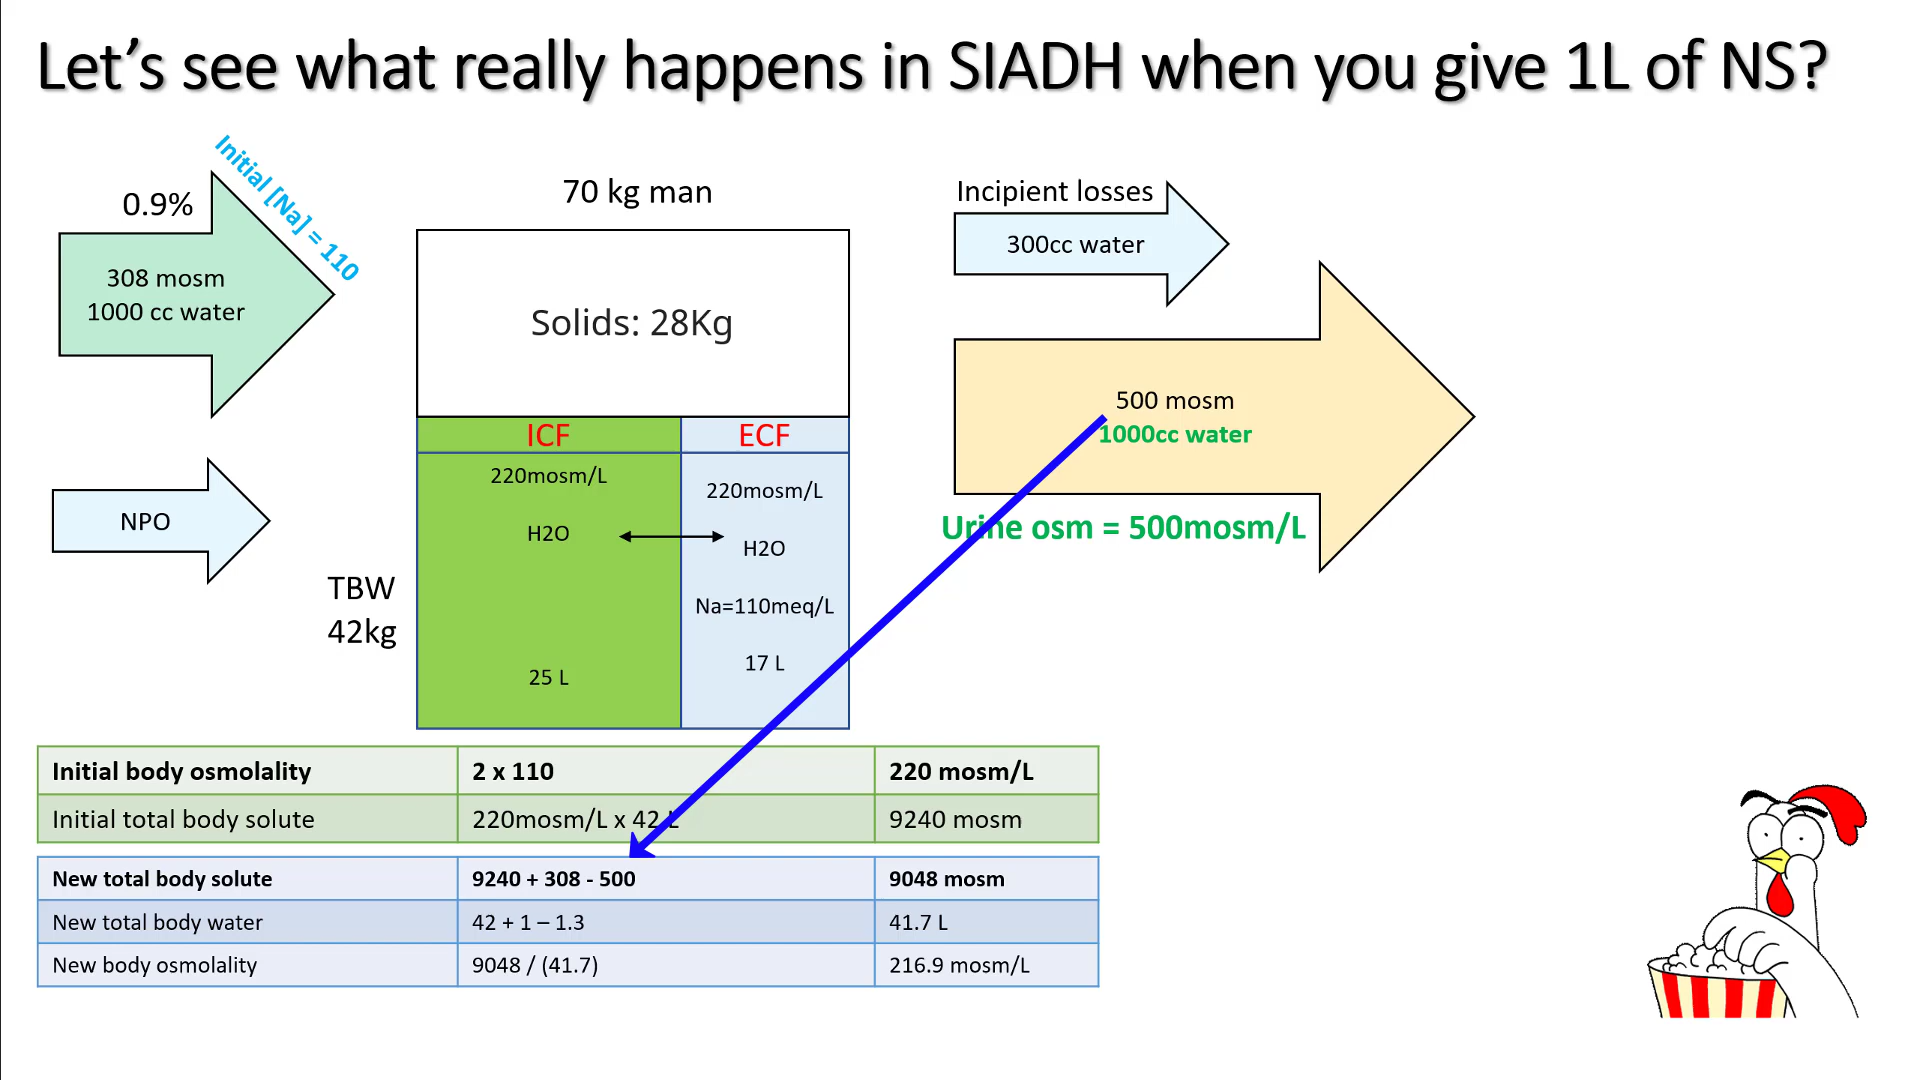 Let's see what really happens in SIADH when you give 1L of NS?
Initial [Na] = 110
0.9%
308 mosm
1000 cc water
NPO
70 kg man
Solids: 28Kg
ICF
ECF
220mosm/L
H2O
25 L
220mosm/L
H2O
Na=110meq/L
17 L
TBW
42kg
Incipient losses
300cc water
500 mosm
1000cc water
Urine osm = 500mosm/L
Initial body osmolality 2 x 110 220 mosm/L
Initial total body solute 220mosm/L x 42 L 9240 mosm
New total body solute 9240 + 308 - 500 9048 mosm
New total body water 42 + 1 – 1.3 41.7 L
New body osmolality 9048 / (41.7) 216.9 mosm/L